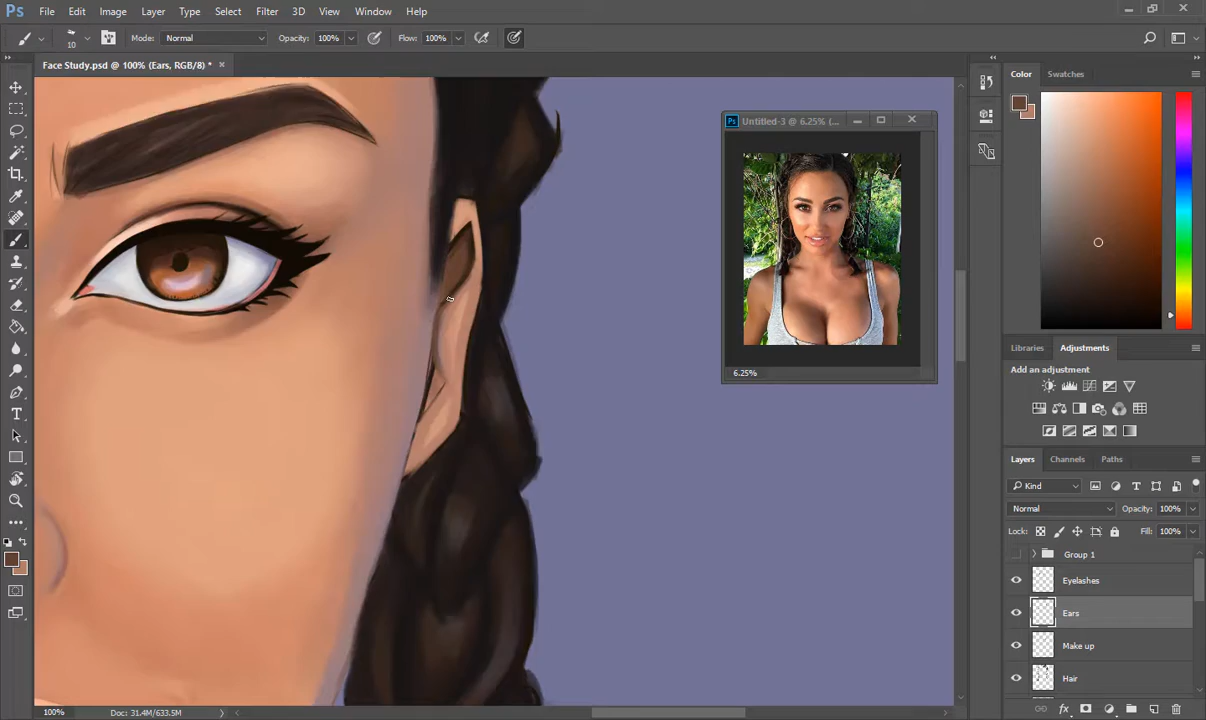 Ps File Edit Image Layer Type Select Filter 3D View Window Help
10 Mode: Normal Opacity: 100% Flow: 100%
Face Study.psd @ 100% (Ears, RGB/8) * ×
Color Swatches
Ps Untitled-3 @ 6.25% (...
6.25%
Libraries Adjustments
Add an adjustment
Layers Channels Paths
Kind
Normal Opacity: 100%
Lock: Fill: 100%
Group 1
Eyelashes
Ears
Make up
Hair
100% Doc: 31.4M/633.5M